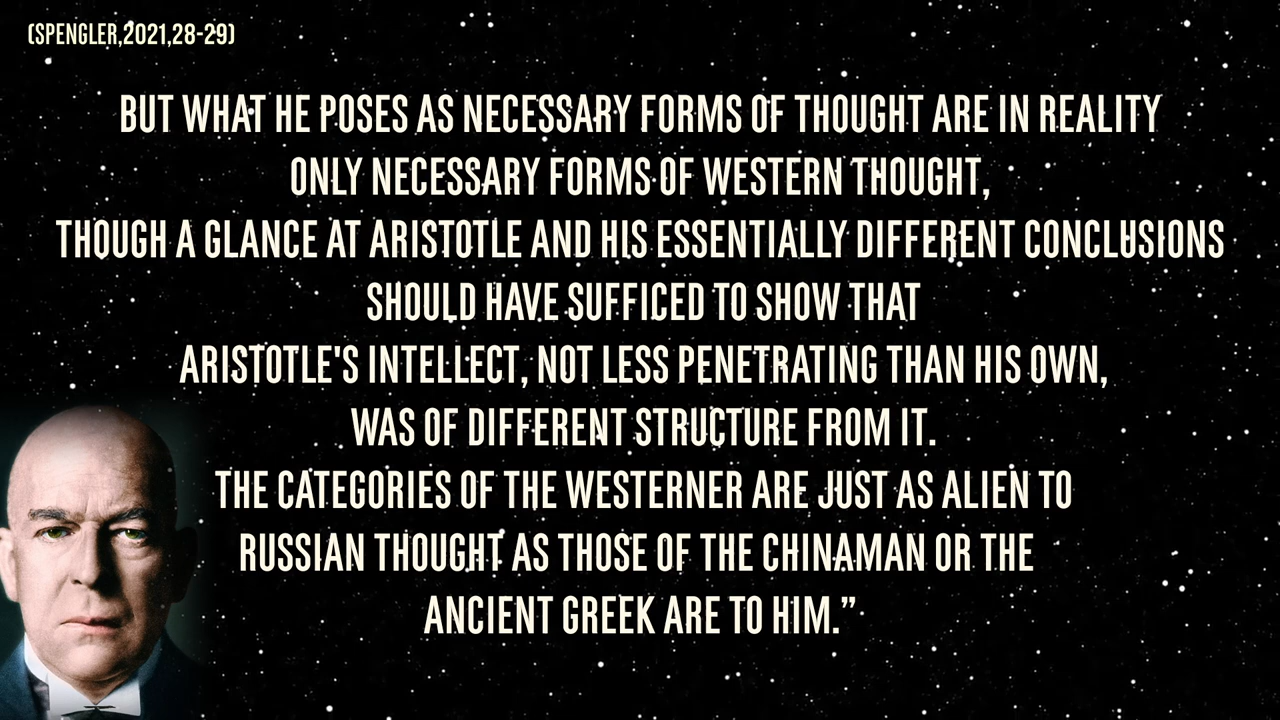 (SPENGLER,2021,28-29)
BUT WHAT HE POSES AS NECESSARY FORMS OF THOUGHT ARE IN REALITY
ONLY NECESSARY FORMS OF WESTERN THOUGHT,
THOUGH A GLANCE AT ARISTOTLE AND HIS ESSENTIALLY DIFFERENT CONCLUSIONS
SHOULD HAVE SUFFICED TO SHOW THAT
ARISTOTLE'S INTELLECT, NOT LESS PENETRATING THAN HIS OWN,
WAS OF DIFFERENT STRUCTURE FROM IT.
THE CATEGORIES OF THE WESTERNER ARE JUST AS ALIEN TO
RUSSIAN THOUGHT AS THOSE OF THE CHINAMAN OR THE
ANCIENT GREEK ARE TO HIM.”